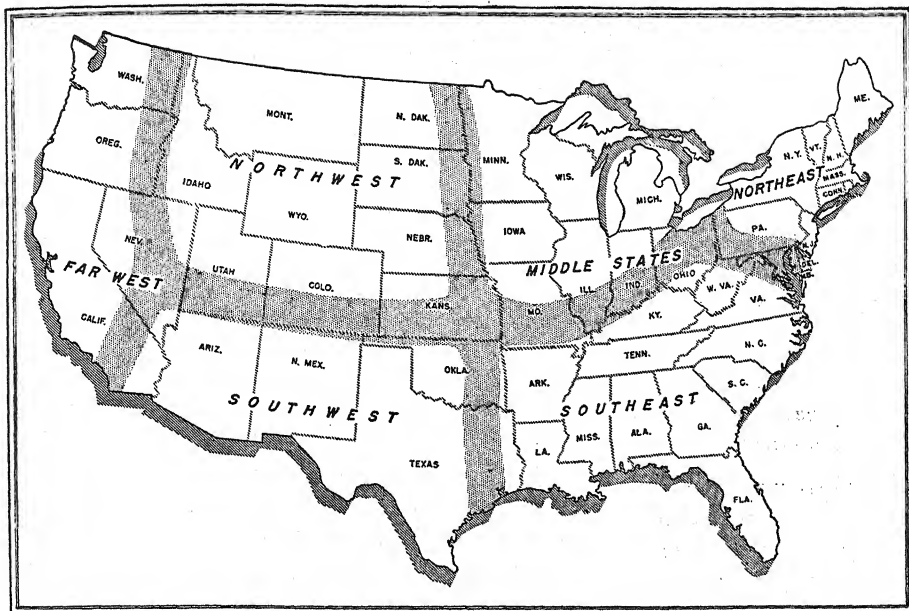 WASH.
MONT.
N. DAK.
MINN.
ME.
OREG.
IDAHO
NORTHWEST
S. DAK.
WIS.
MICH.
N.Y.
VT.
N. H.
MASS.
CONN.
NORTHEAST
WYO.
NEBR.
IOWA
PA.
NEV.
UTAH
COLO.
KANS.
MIDDLE STATES
ILL.
IND.
OHIO
W. VA.
VA.
FAR WEST
CALIF.
MO.
KY.
ARIZ.
N. MEX.
OKLA.
ARK.
TENN.
N. C.
S. C.
SOUTHWEST
SOUTHEAST
TEXAS
LA.
MISS.
ALA.
GA.
FLA.